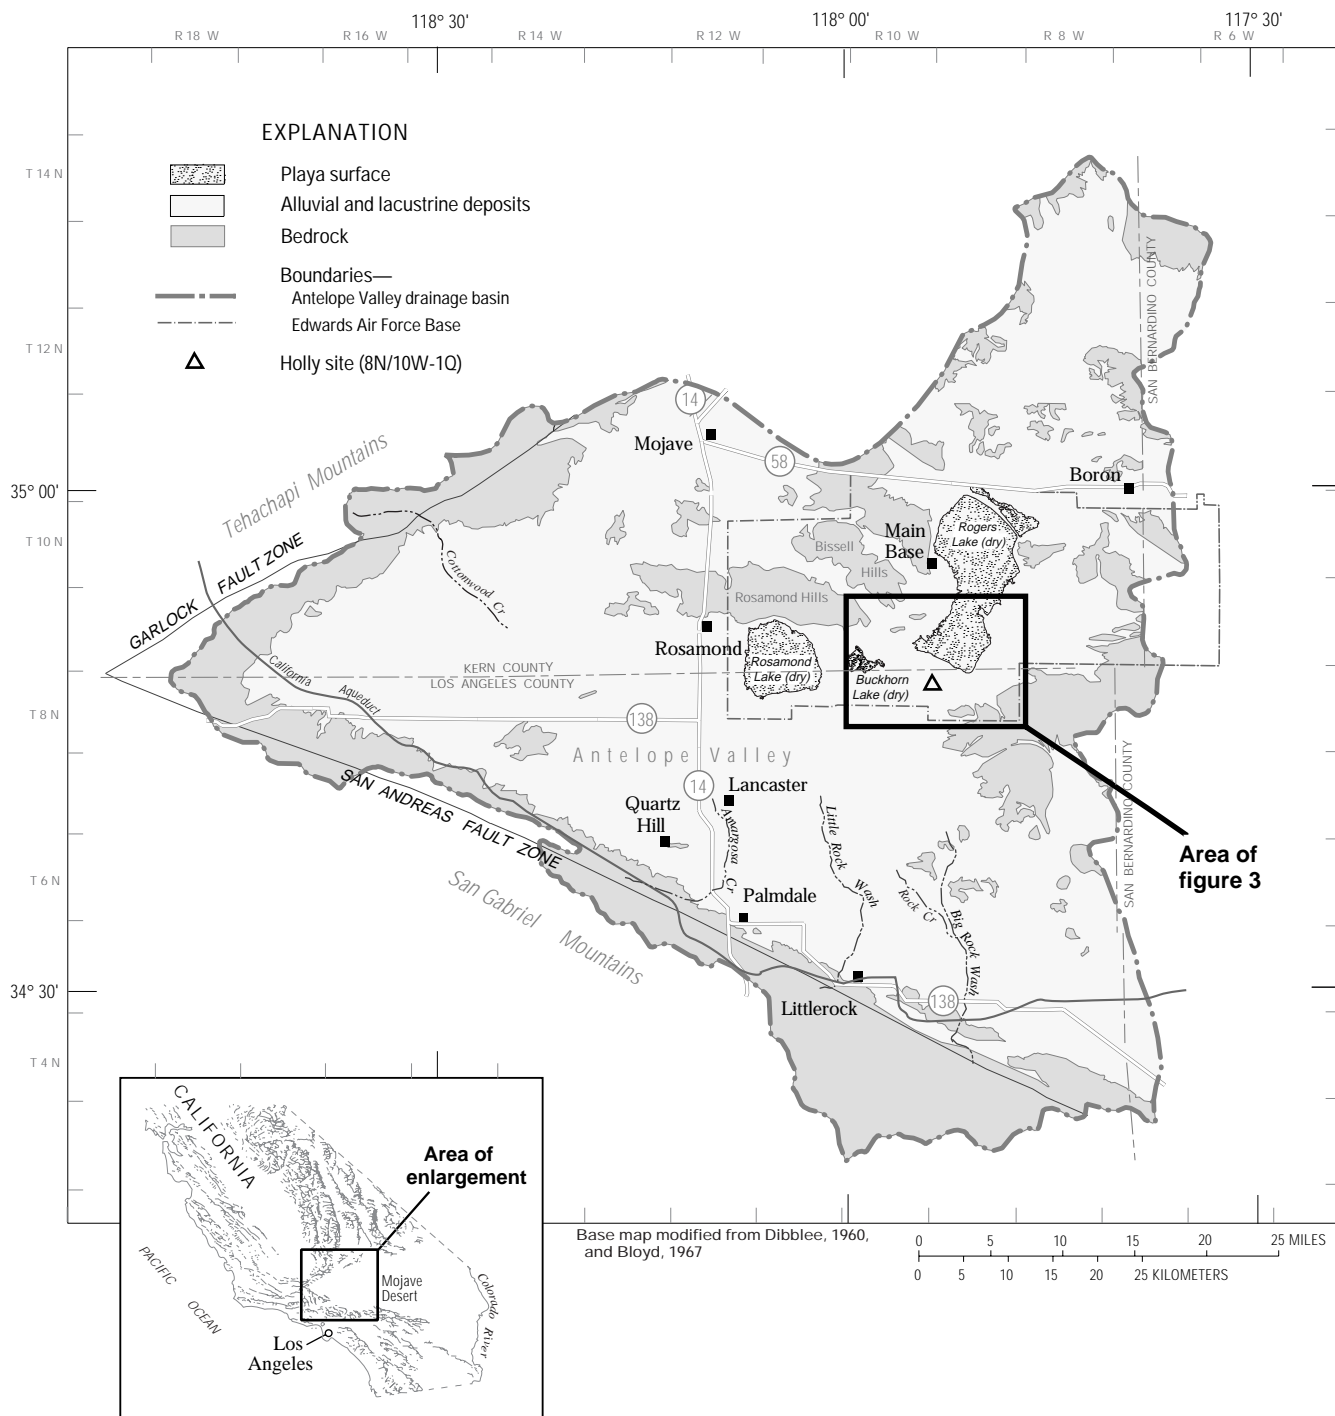 118° 30'
118° 00'
117° 30'
R 18 W
R 16 W
R 14 W
R 12 W
R 10 W
R 8 W
R 6 W
EXPLANATION
Playa surface
Alluvial and lacustrine deposits
Bedrock
Boundaries—
Antelope Valley drainage basin
Edwards Air Force Base
Holly site (8N/10W-1Q)
T 14 N
T 12 N
35° 00'
T 10 N
T 8 N
T 6 N
34° 30'
T 4 N
SAN BERNARDINO COUNTY
14
Mojave
58
Boron
Tehachapi Mountains
GARLOCK FAULT ZONE
Cottonwood Cr
Main
Base
Rogers
Lake (dry)
Bissell
Hills
Rosamond Hills
Rosamond
Rosamond
Lake (dry)
KERN COUNTY
LOS ANGELES COUNTY
Buckhorn
Lake (dry)
California Aqueduct
138
Antelope Valley
SAN ANDREAS FAULT ZONE
14
Lancaster
Quartz
Hill
Amargosa Cr
Little Rock Wash
Rock Cr
Big Rock Wash
SAN BERNARDINO COUNTY
Area of
figure 3
San Gabriel Mountains
Palmdale
Littlerock
138
CALIFORNIA
Area of
enlargement
PACIFIC OCEAN
Mojave
Desert
Colorado River
Los
Angeles
Base map modified from Dibblee, 1960,
and Bloyd, 1967
0 5 10 15 20 25 MILES
0 5 10 15 20 25 KILOMETERS